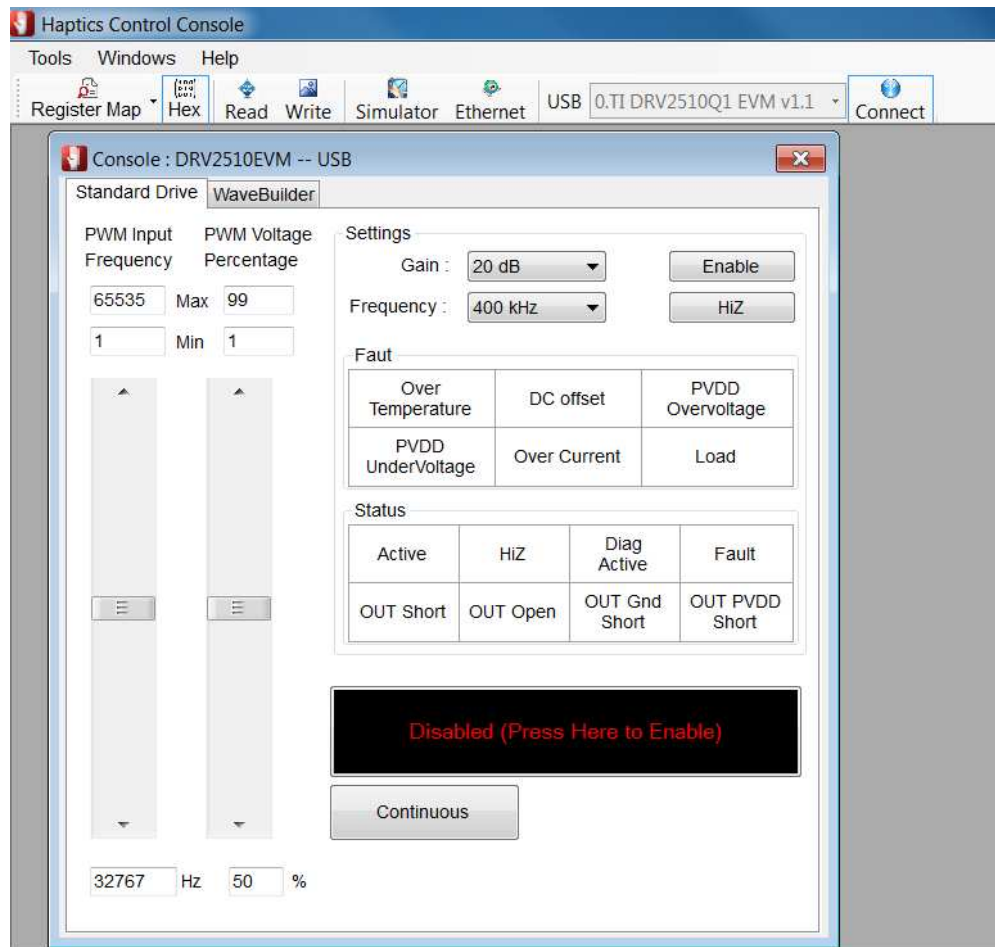 Haptics Control Console
Tools Windows Help
Register Map Hex Read Write Simulator Ethernet USB 0.TI DRV2510Q1 EVM v1.1 Connect
Console : DRV2510EVM -- USB
Standard Drive WaveBuilder
PWM Input Frequency
PWM Voltage Percentage
65535 Max 99
1 Min 1
Settings
Gain : 20 dB Enable
Frequency : 400 kHz HiZ
Faut
Over Temperature
DC offset
PVDD Overvoltage
PVDD UnderVoltage
Over Current
Load
Status
Active
HiZ
Diag Active
Fault
OUT Short
OUT Open
OUT Gnd Short
OUT PVDD Short
Disabled (Press Here to Enable)
Continuous
32767 Hz 50 %